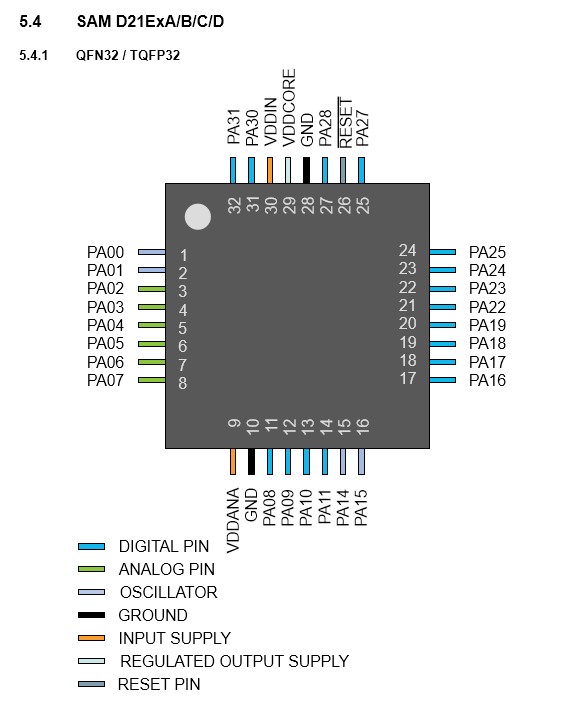 5.4 SAM D21ExA/B/C/D
5.4.1 QFN32 / TQFP32
PA31 PA30 VDDIN VDDCORE GND PA28 RESET PA27
32 31 30 29 28 27 26 25
PA00 1 24 PA25
PA01 2 23 PA24
PA02 3 22 PA23
PA03 4 21 PA22
PA04 5 20 PA19
PA05 6 19 PA18
PA06 7 18 PA17
PA07 8 17 PA16
9 10 11 12 13 14 15 16
VDDANA GND PA08 PA09 PA10 PA11 PA14 PA15
DIGITAL PIN
ANALOG PIN
OSCILLATOR
GROUND
INPUT SUPPLY
REGULATED OUTPUT SUPPLY
RESET PIN